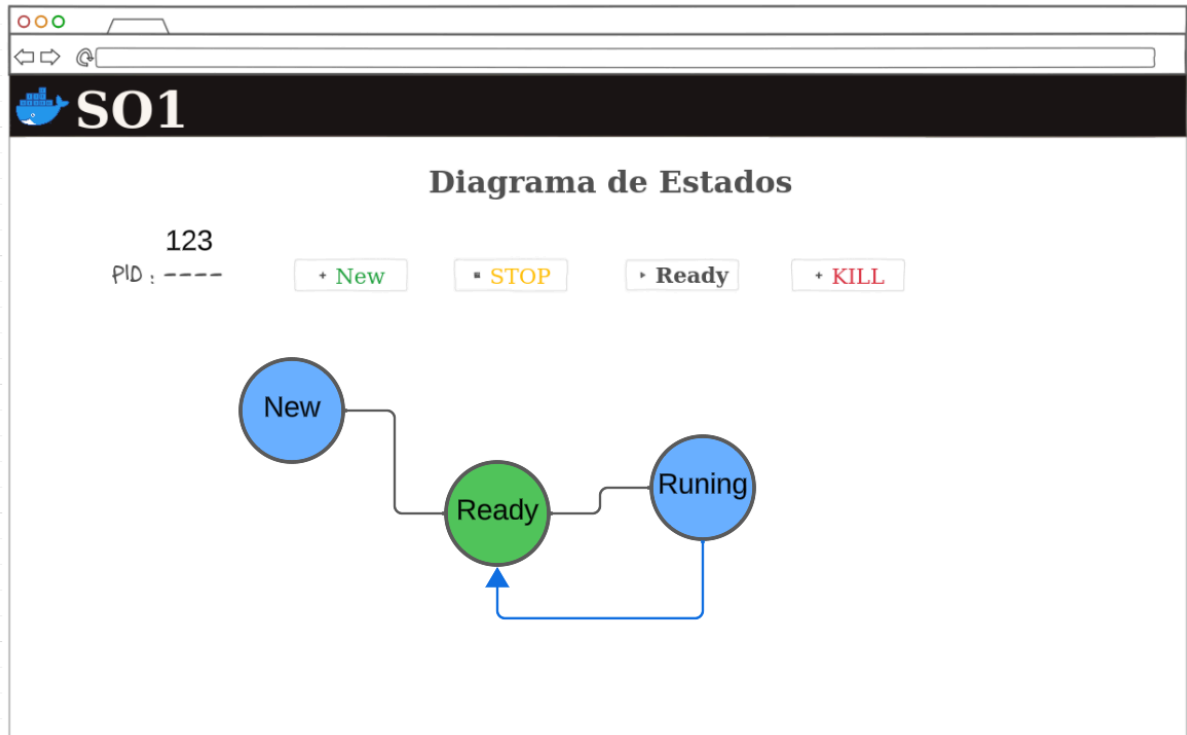 SO1
Diagrama de Estados
123
PID : ----
+ New
STOP
Ready
+ KILL
New
Ready
Runing